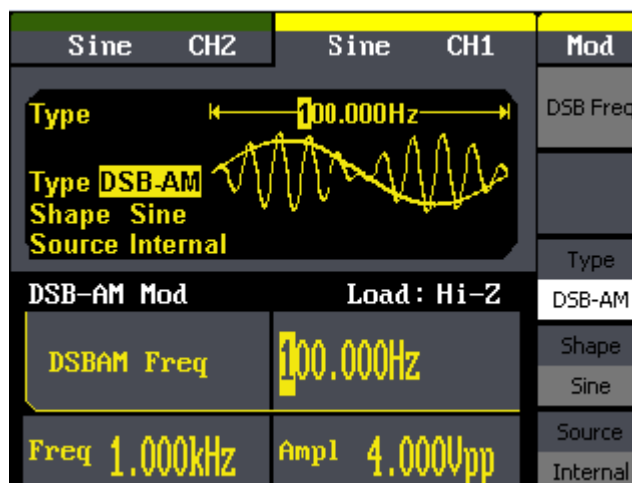 Sine CH2 Sine CH1 Mod
Type 100.000Hz
DSB Freq
Type DSB-AM
Shape Sine
Source Internal
Type
DSB-AM Mod Load: Hi-Z
DSB-AM
DSBAM Freq 100.000Hz
Shape
Sine
Freq 1.000kHz Ampl 4.000Vpp
Source
Internal